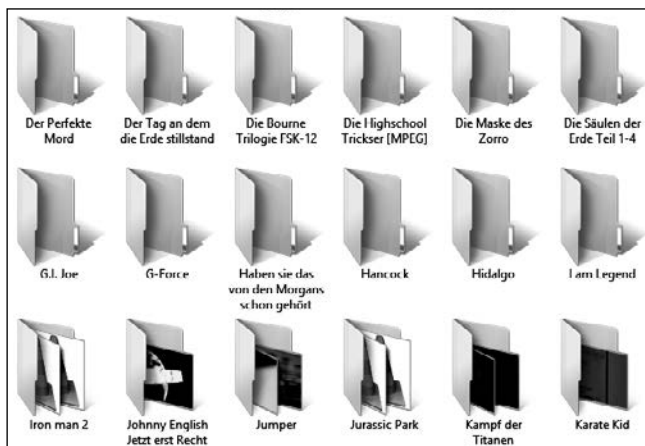 Der Perfekte
Mord
Der Tag an dem
die Erde stillstand
Die Bourne
Trilogie FSK-12
Die Highschool
Trickser [MPEG]
Die Maske des
Zorro
Die Säulen der
Erde Teil 1-4
G.I. Joe
G-Force
Haben sie das
von den Morgans
schon gehört
Hancock
Hidalgo
I am Legend
Iron man 2
Johnny English
Jetzt erst Recht
Jumper
Jurassic Park
Kampf der
Titanen
Karate Kid